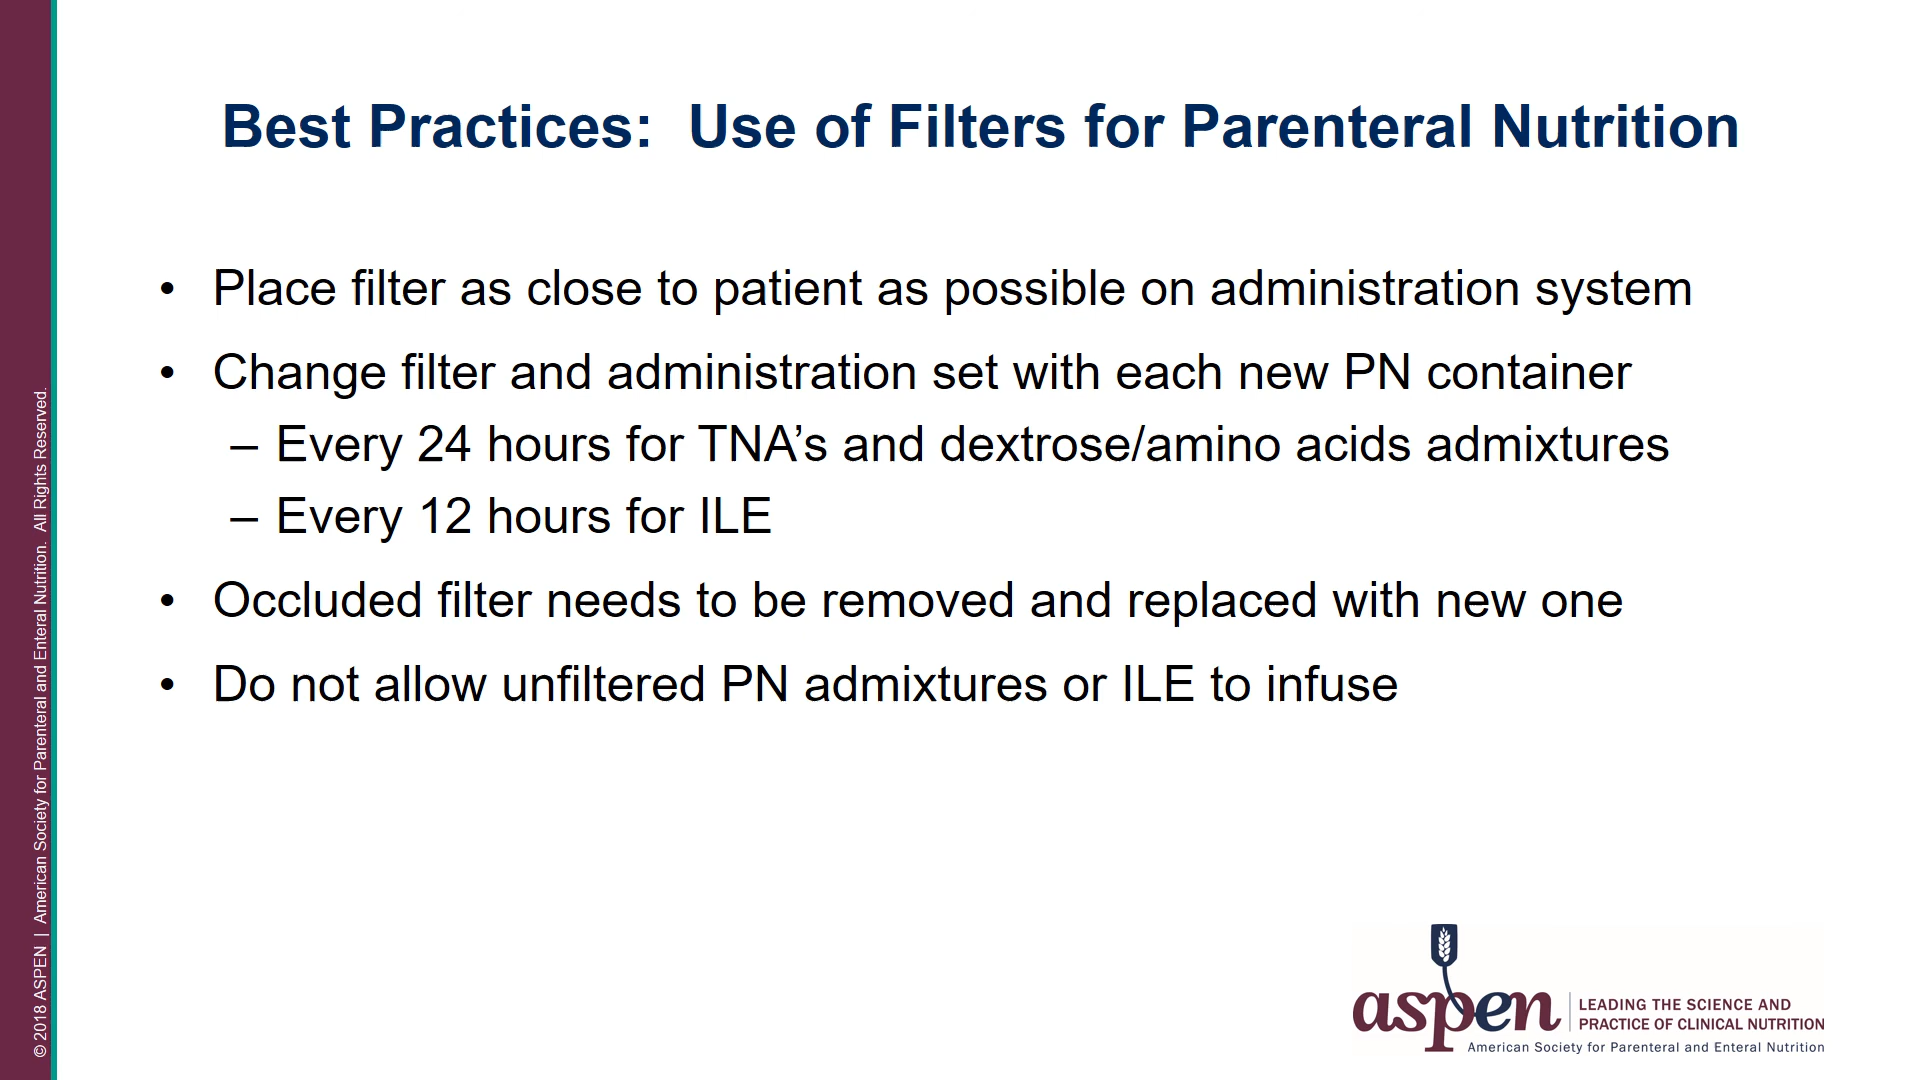 Best Practices:  Use of Filters for Parenteral Nutrition
• Place filter as close to patient as possible on administration system
• Change filter and administration set with each new PN container
– Every 24 hours for TNA’s and dextrose/amino acids admixtures
– Every 12 hours for ILE
• Occluded filter needs to be removed and replaced with new one
• Do not allow unfiltered PN admixtures or ILE to infuse
© 2018 ASPEN | American Society for Parenteral and Enteral Nutrition. All Rights Reserved.
aspen
LEADING THE SCIENCE AND
PRACTICE OF CLINICAL NUTRITION
American Society for Parenteral and Enteral Nutrition